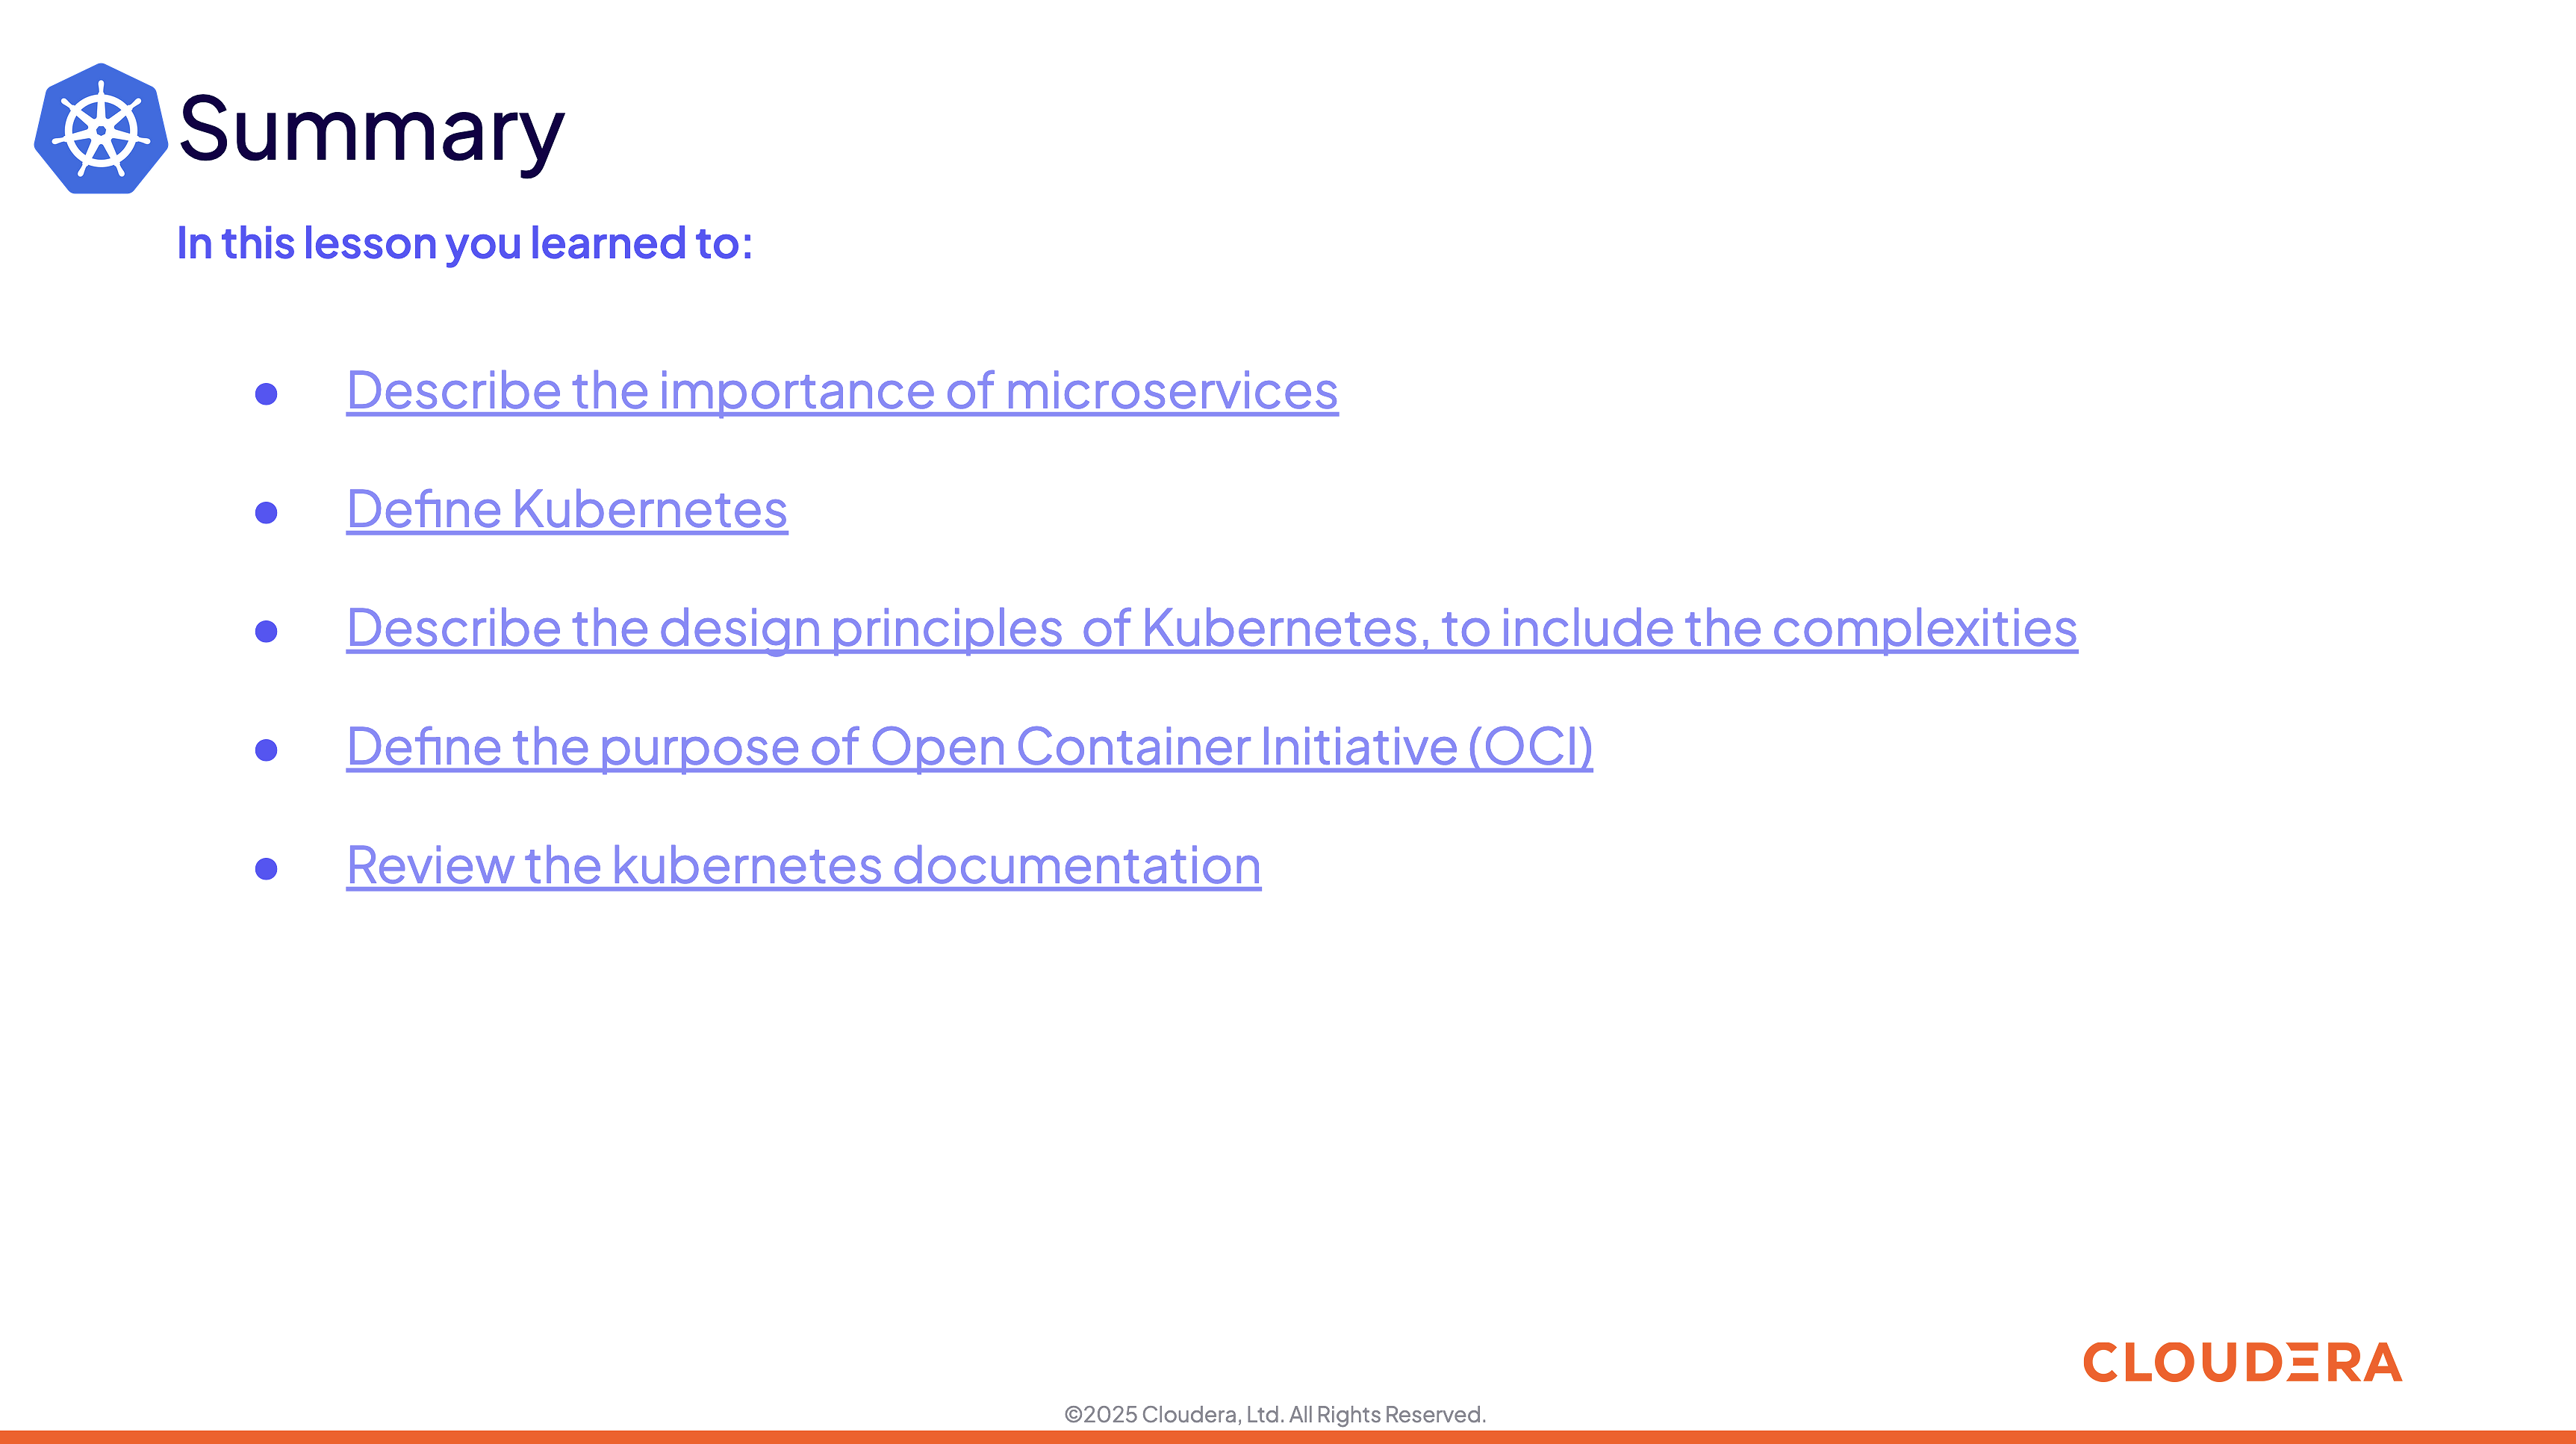 Summary
In this lesson you learned to:
● Describe the importance of microservices
● Define Kubernetes
● Describe the design principles  of Kubernetes, to include the complexities
● Define the purpose of Open Container Initiative (OCI)
● Review the kubernetes documentation
CLOUDERA
©2025 Cloudera, Ltd. All Rights Reserved.